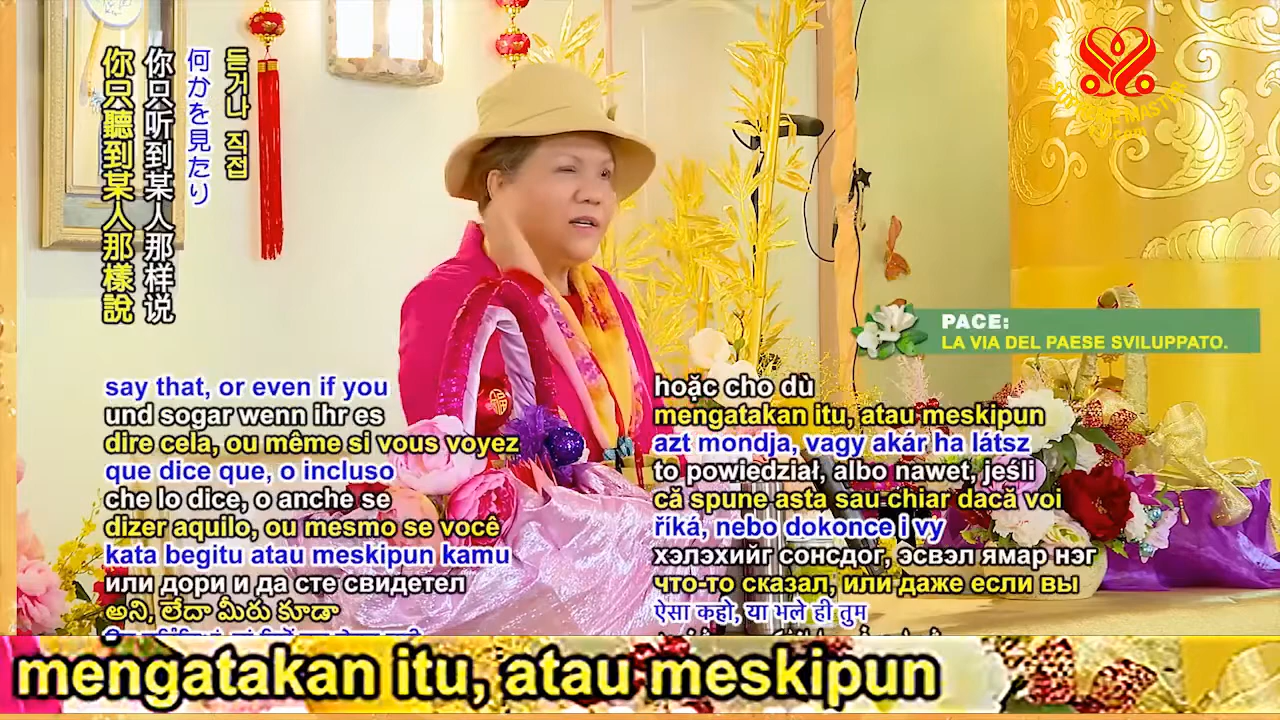 듣거나 직접
何かを見たり
你只听到某人那样说
你只聽到某人那樣說
PACE:
LA VIA DEL PAESE SVILUPPATO.
say that, or even if you
und sogar wenn ihr es
dire cela, ou même si vous voyez
que dice que, o incluso
che lo dice, o anche se
dizer aquilo, ou mesmo se você
kata begitu atau meskipun kamu
или дори и да сте свидетел
అని, లేదా మీరు కూడా
hoặc cho dù
mengatakan itu, atau meskipun
azt mondja, vagy akár ha látsz
to powiedział, albo nawet, jeśli
că spune asta sau chiar dacă voi
říká, nebo dokonce i vy
хэлэхийг сонсдог, эсвэл ямар нэг
что-то сказал, или даже если вы
ऐसा कहो, या भले ही तुम
mengatakan itu, atau meskipun